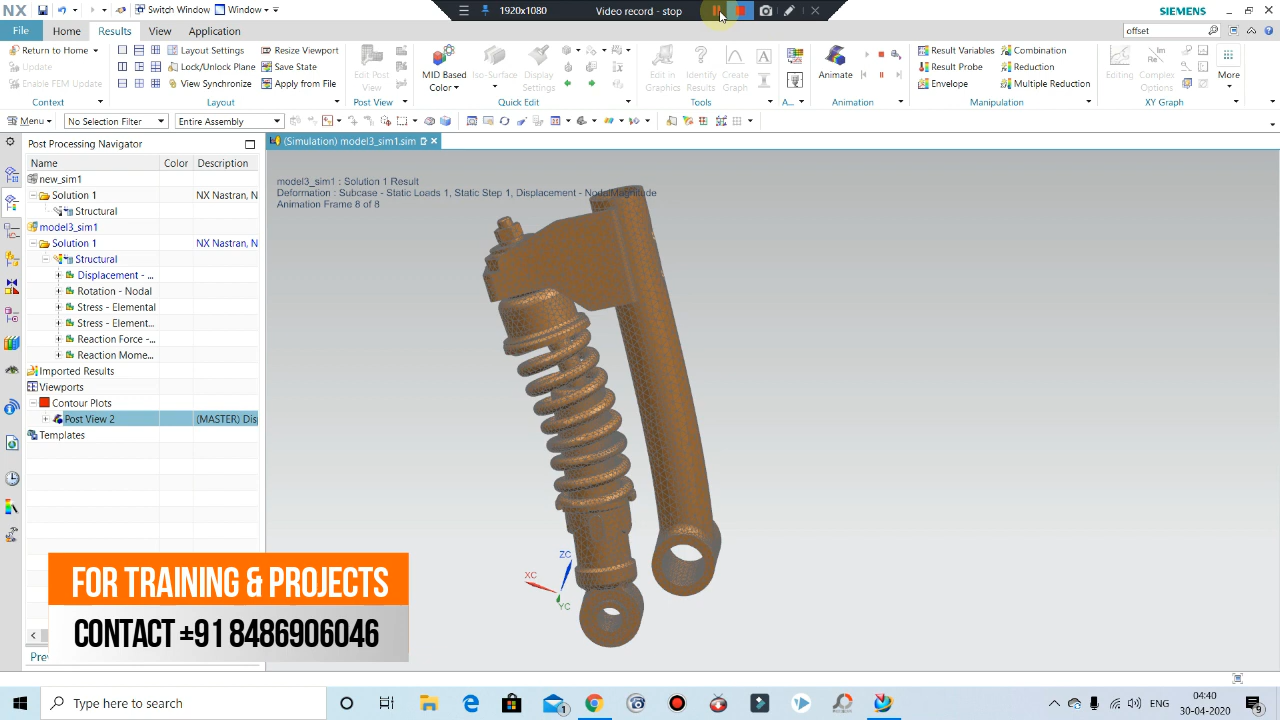 NX
Switch Window
Window
1920x1080
Video record - stop
SIEMENS
File
Home
Results
View
Application
offset
Return to Home
Update
Enable FEM Update
Context
Layout Settings
Lock/Unlock Plane
View Synchronize
Resize Viewport
Save State
Apply from File
Layout
Edit Post
View
Post View
MID Based
Color
Iso-Surface
Display
Settings
Quick Edit
Edit in
Graphics
Identify
Results
Create
Graph
Tools
A...
Animate
Animation
Result Variables
Result Probe
Envelope
Combination
Reduction
Multiple Reduction
Manipulation
Editing
Complex
Options
XY Graph
More
Menu
No Selection Filter
Entire Assembly
Post Processing Navigator
(Simulation) model3_sim1.sim
Name
Color
Description
new_sim1
Solution 1
NX Nastran, N
Structural
model3_sim1
Solution 1
NX Nastran, N
Structural
Displacement - ...
Rotation - Nodal
Stress - Elemental
Stress - Element...
Reaction Force -...
Reaction Mome...
Imported Results
Viewports
Contour Plots
Post View 2
(MASTER) Dis
Templates
model3_sim1 : Solution 1 Result
Deformation : Subcase - Static Loads 1, Static Step 1, Displacement - NodalMagnitude
Animation Frame 8 of 8
ZC
XC
YC
FOR TRAINING & PROJECTS
CONTACT ±91 8486906046
Type here to search
ENG
04:40
30-04-2020